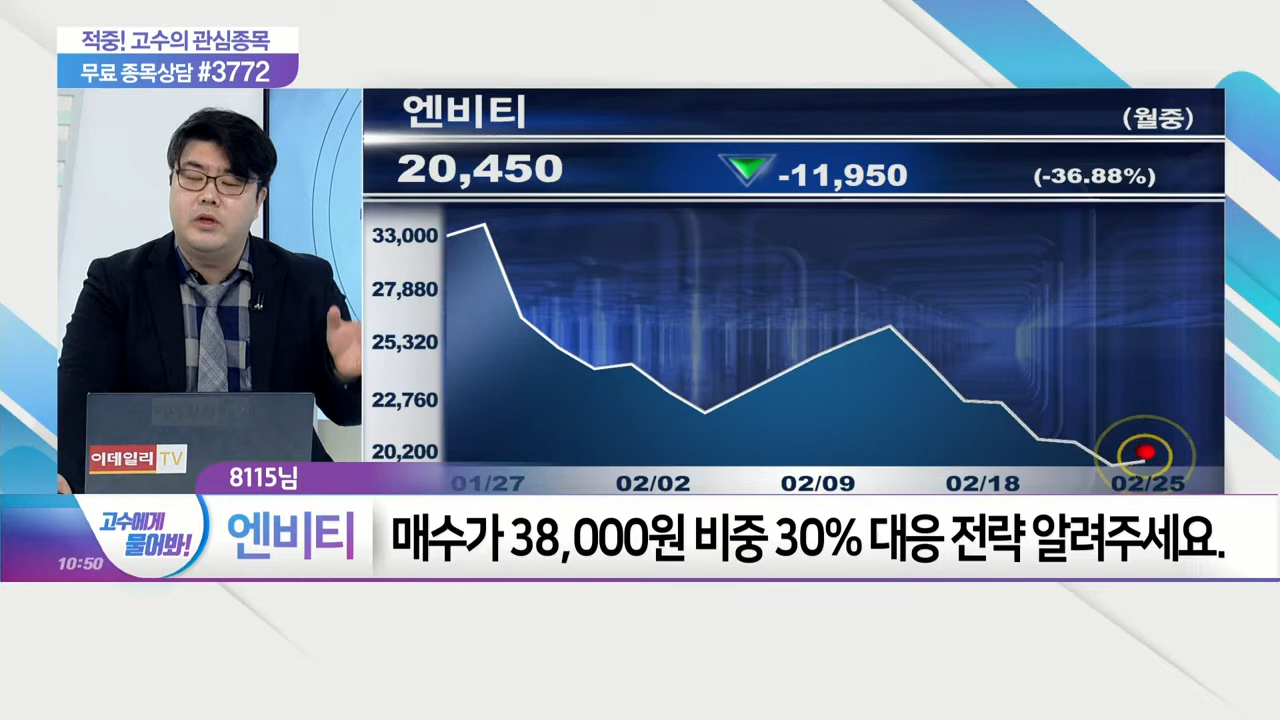 적중! 고수의 관심종목
무료 종목상담 #3772
엔비티
(월중)
20,450
-11,950
(-36.88%)
33,000
27,880
25,320
22,760
20,200
01/27
02/02
02/09
02/18
02/25
이데일리 TV
8115님
고수에게
물어봐!
10:50
엔비티
매수가 38,000원 비중 30% 대응 전략 알려주세요.